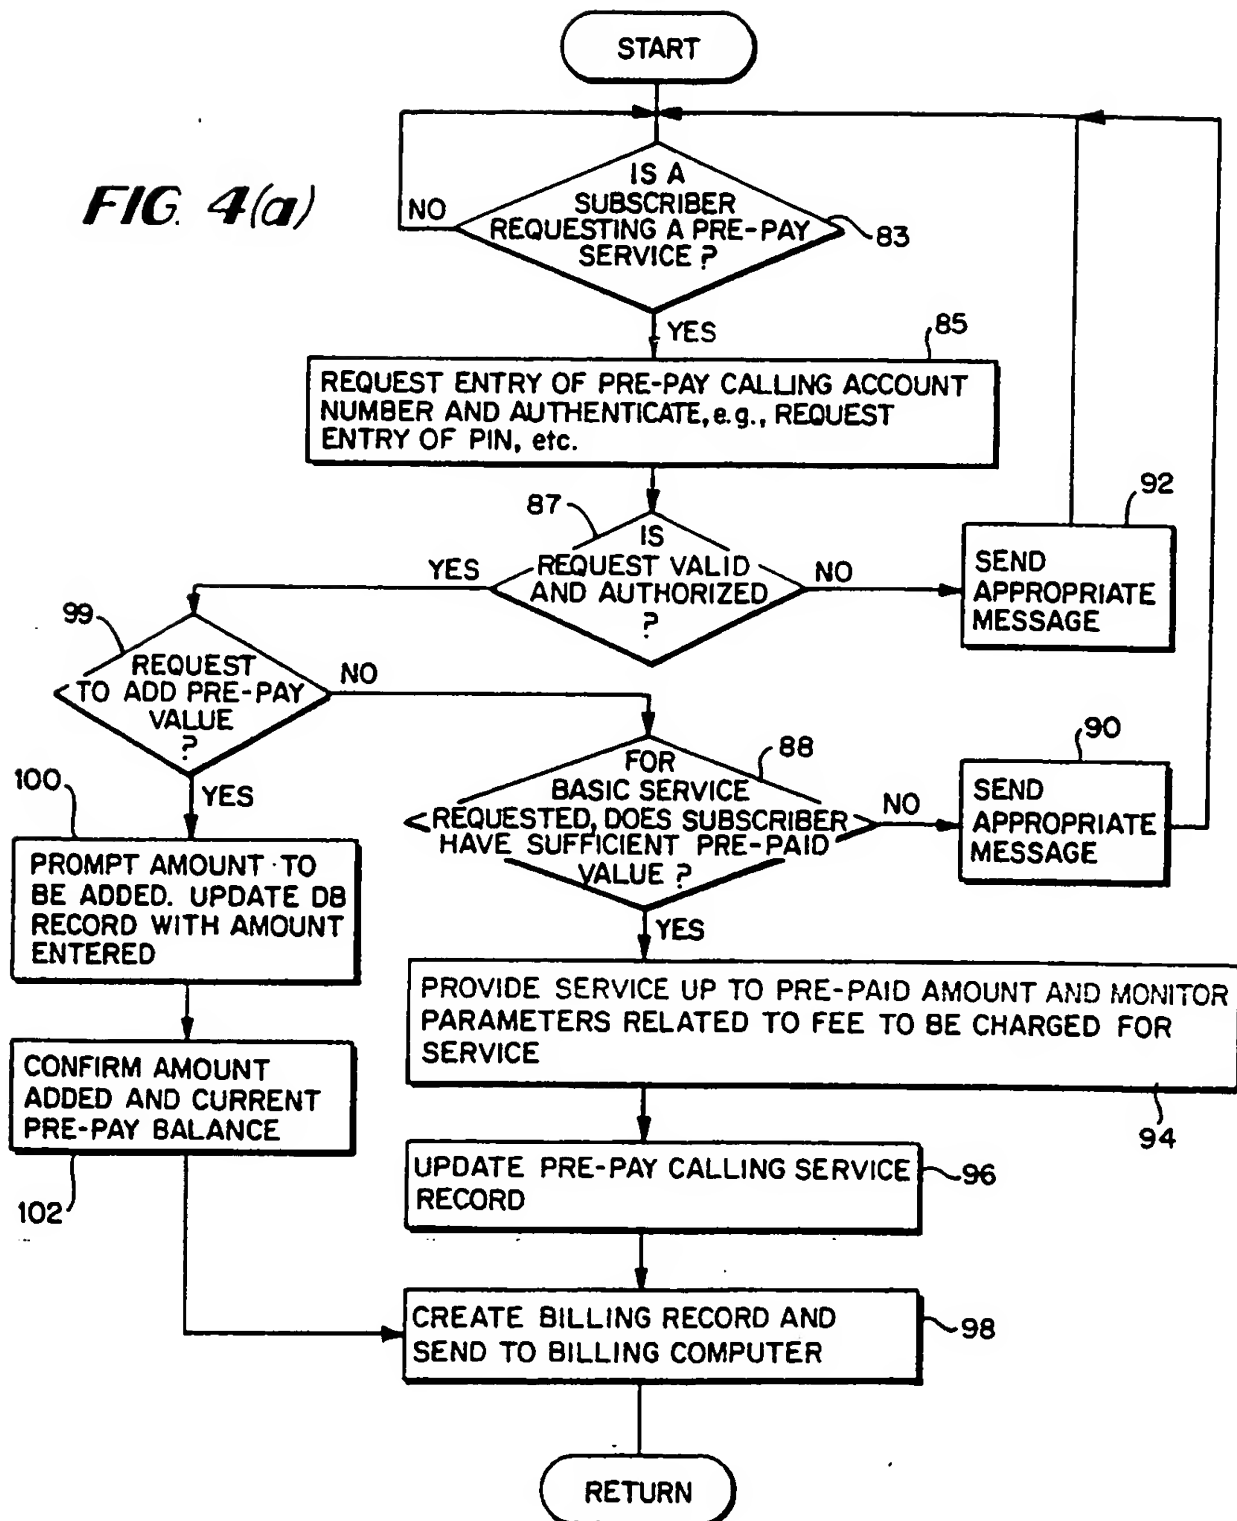 START
FIG. 4(a)
IS A
SUBSCRIBER
REQUESTING A PRE-PAY
SERVICE ?
83
NO
YES
85
REQUEST ENTRY OF PRE-PAY CALLING ACCOUNT
NUMBER AND AUTHENTICATE, e.g., REQUEST
ENTRY OF PIN, etc.
87
IS
REQUEST VALID
AND AUTHORIZED
?
YES
NO
92
SEND
APPROPRIATE
MESSAGE
99
REQUEST
TO ADD PRE-PAY
VALUE
?
NO
YES
88
FOR
BASIC SERVICE
REQUESTED, DOES SUBSCRIBER
HAVE SUFFICIENT PRE-PAID
VALUE ?
NO
YES
90
SEND
APPROPRIATE
MESSAGE
100
PROMPT AMOUNT TO
BE ADDED. UPDATE DB
RECORD WITH AMOUNT
ENTERED
PROVIDE SERVICE UP TO PRE-PAID AMOUNT AND MONITOR
PARAMETERS RELATED TO FEE TO BE CHARGED FOR
SERVICE
94
CONFIRM AMOUNT
ADDED AND CURRENT
PRE-PAY BALANCE
102
UPDATE PRE-PAY CALLING SERVICE
RECORD
96
CREATE BILLING RECORD AND
SEND TO BILLING COMPUTER
98
RETURN